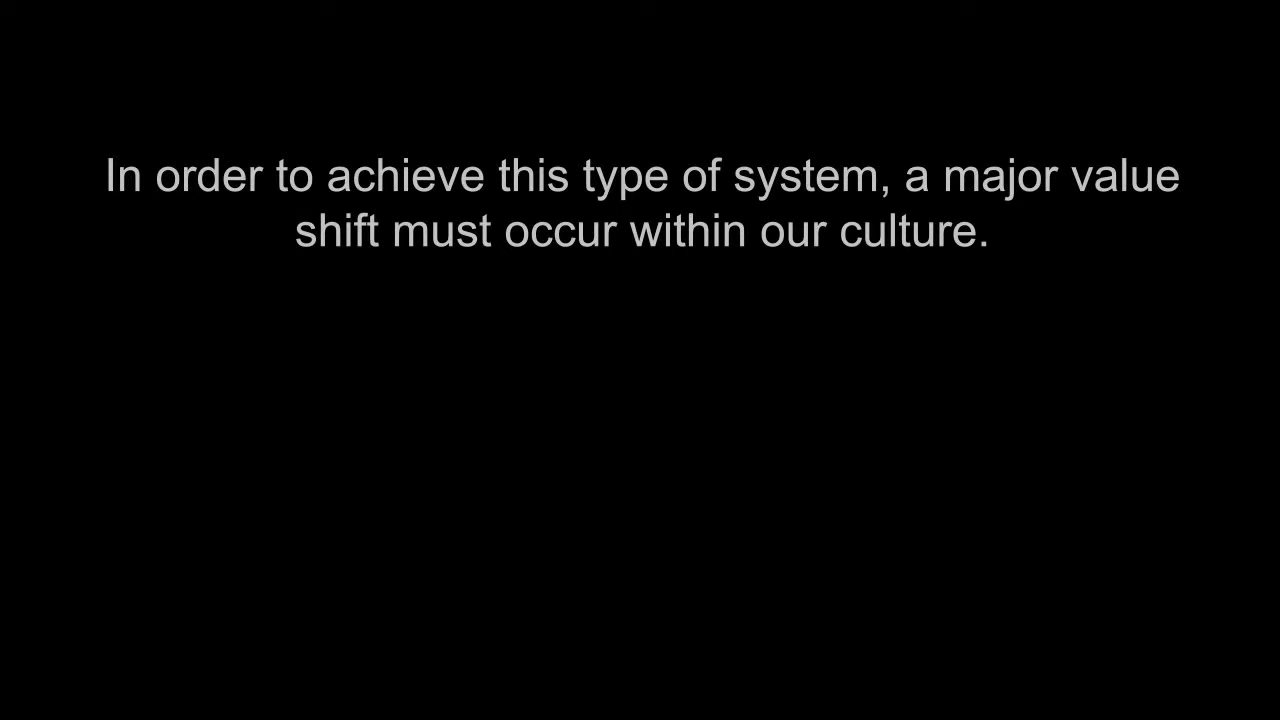 In order to achieve this type of system, a major value
shift must occur within our culture.